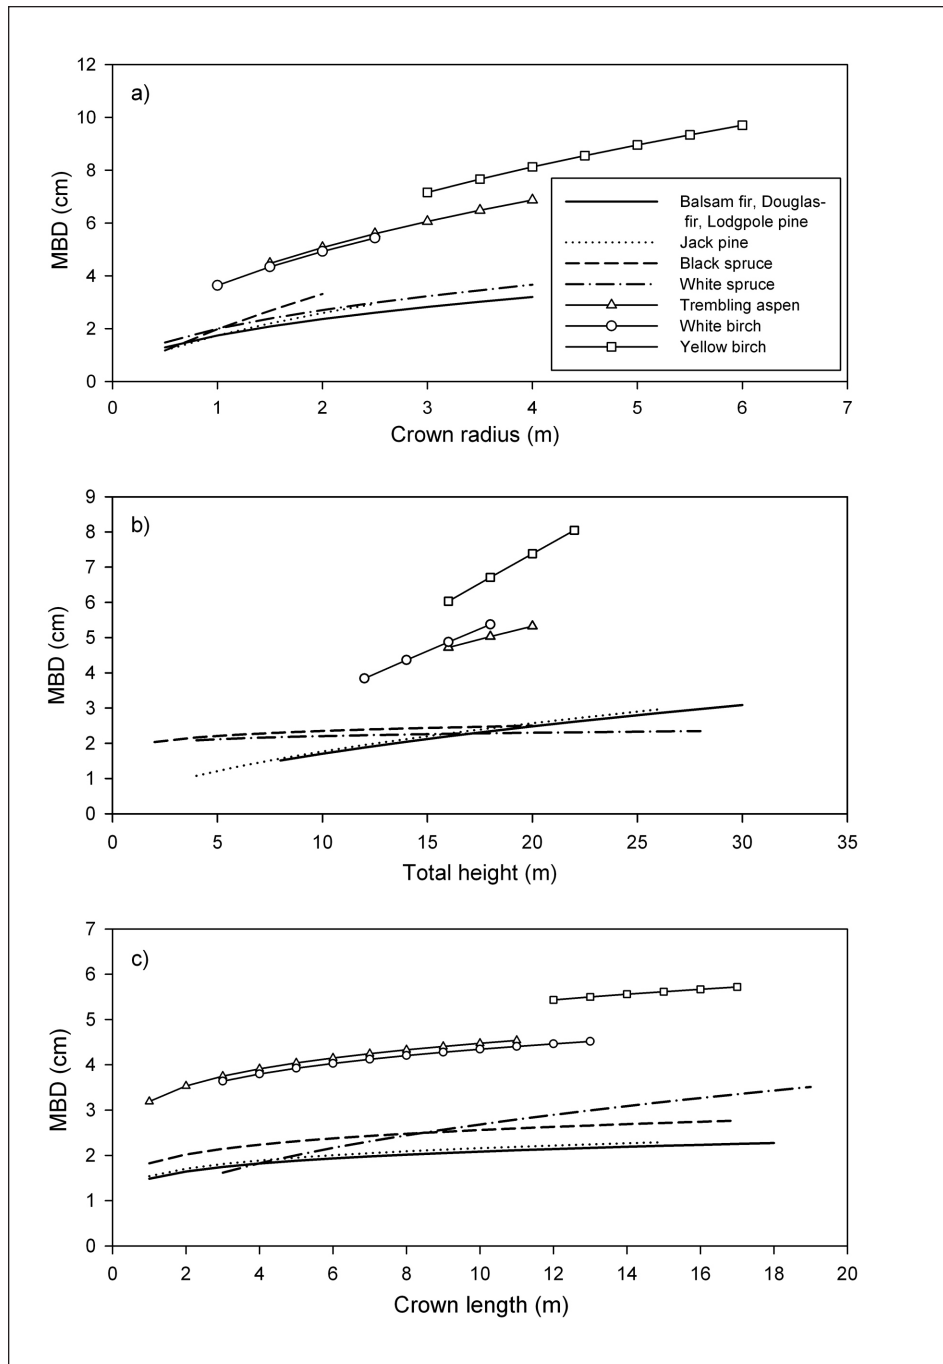 12
a)
10
8
6
4
2
0
MBD (cm)
0 1 2 3 4 5 6 7
Crown radius (m)
Balsam fir, Douglas-
fir, Lodgpole pine
Jack pine
Black spruce
White spruce
Trembling aspen
White birch
Yellow birch
9
b)
8
7
6
5
4
3
2
1
0
MBD (cm)
0 5 10 15 20 25 30 35
Total height (m)
7
c)
6
5
4
3
2
1
0
MBD (cm)
0 2 4 6 8 10 12 14 16 18 20
Crown length (m)